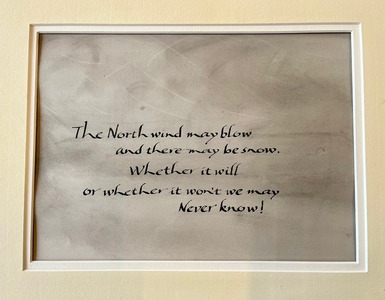 The North wind may blow
and there may be snow.
Whether it will
or whether it won't we may
Never know!